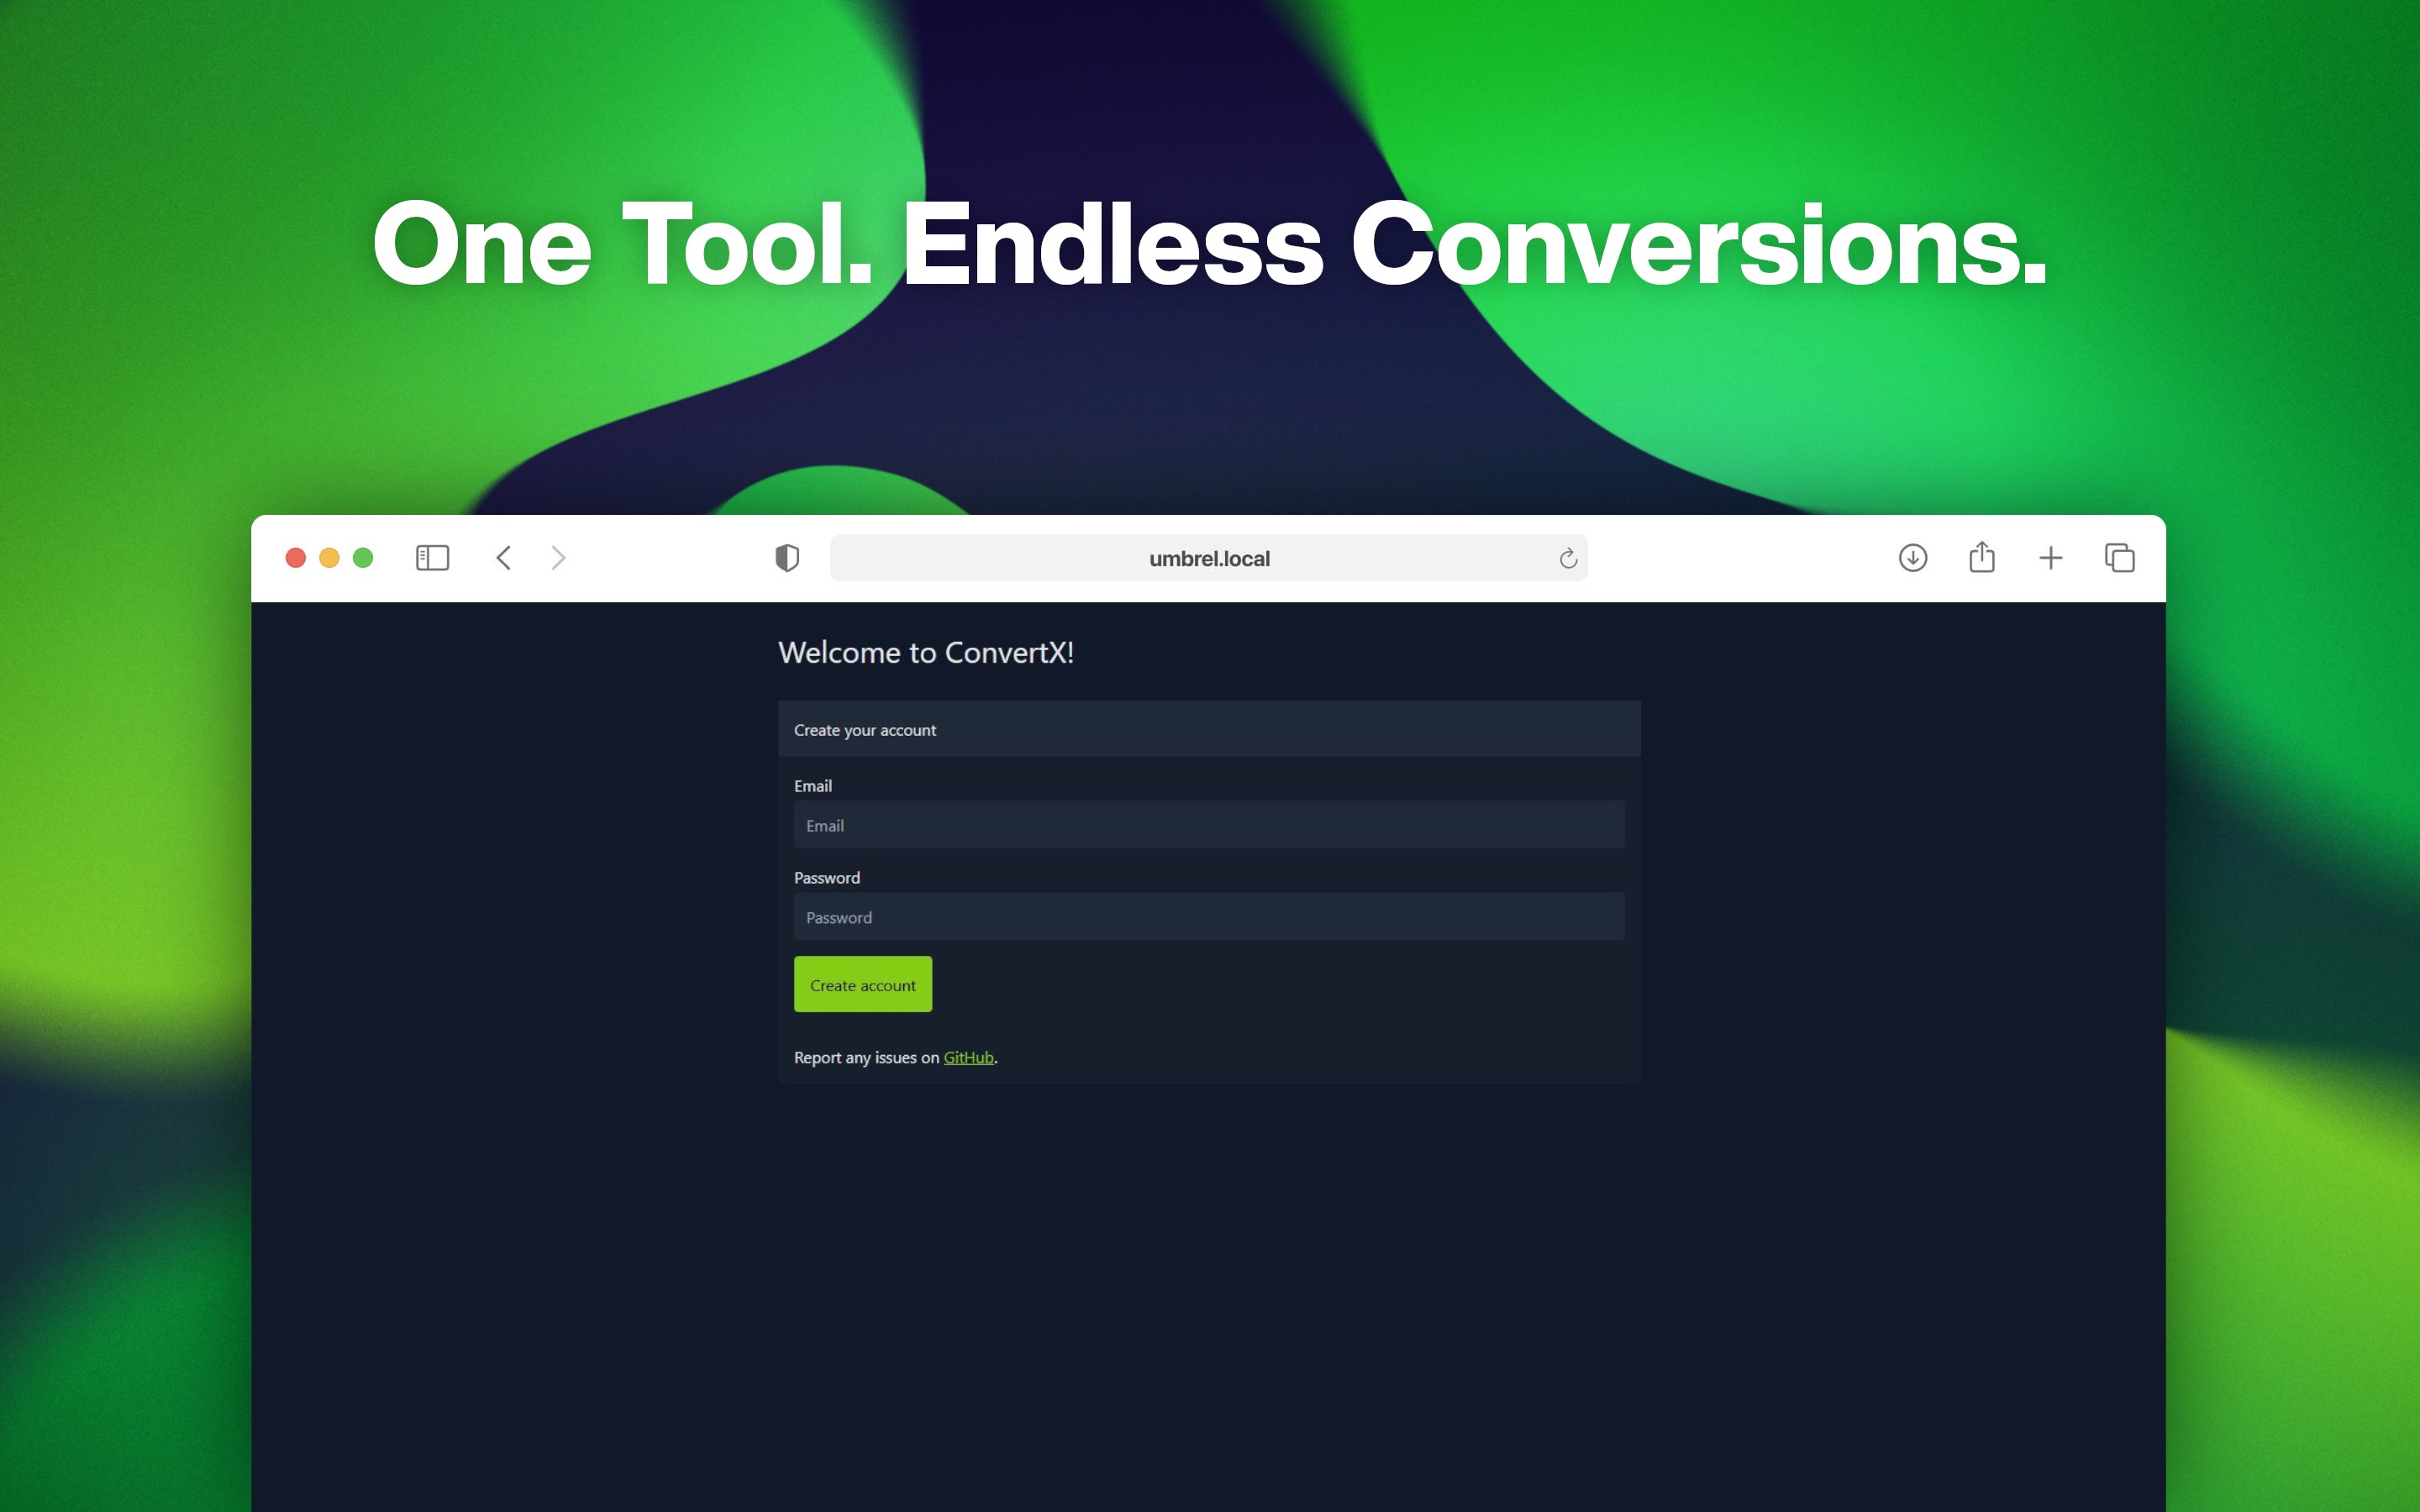 One Tool. Endless Conversions.
umbrel.local
Welcome to ConvertX!
Create your account
Email
Email
Password
Password
Create account
Report any issues on GitHub.